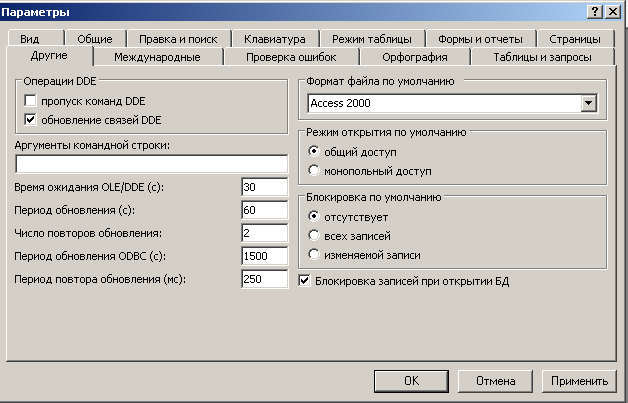 Параметры
Вид Общие Правка и поиск Клавиатура Режим таблицы Формы и отчеты Страницы
Другие Международные Проверка ошибок Орфография Таблицы и запросы
Операции DDE
пропуск команд DDE
обновление связей DDE
Аргументы командной строки:
Время ожидания OLE/DDE (с): 30
Период обновления (с): 60
Число повторов обновления: 2
Период обновления ODBC (с): 1500
Период повтора обновления (мс): 250
Формат файла по умолчанию
Access 2000
Режим открытия по умолчанию
общий доступ
монопольный доступ
Блокировка по умолчанию
отсутствует
всех записей
изменяемой записи
Блокировка записей при открытии БД
OK Отмена Применить